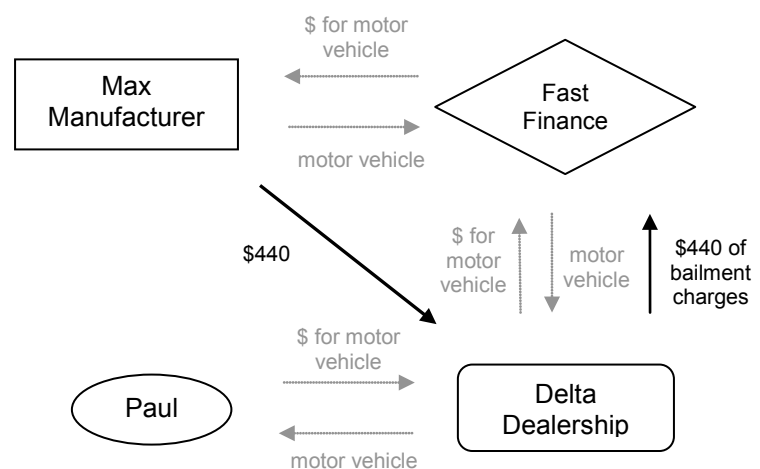 $ for motor
vehicle
Max
Manufacturer
Fast
Finance
motor vehicle
$440
$ for
motor
vehicle
motor
vehicle
$440 of
bailment
charges
$ for motor
vehicle
Paul
Delta
Dealership
motor vehicle